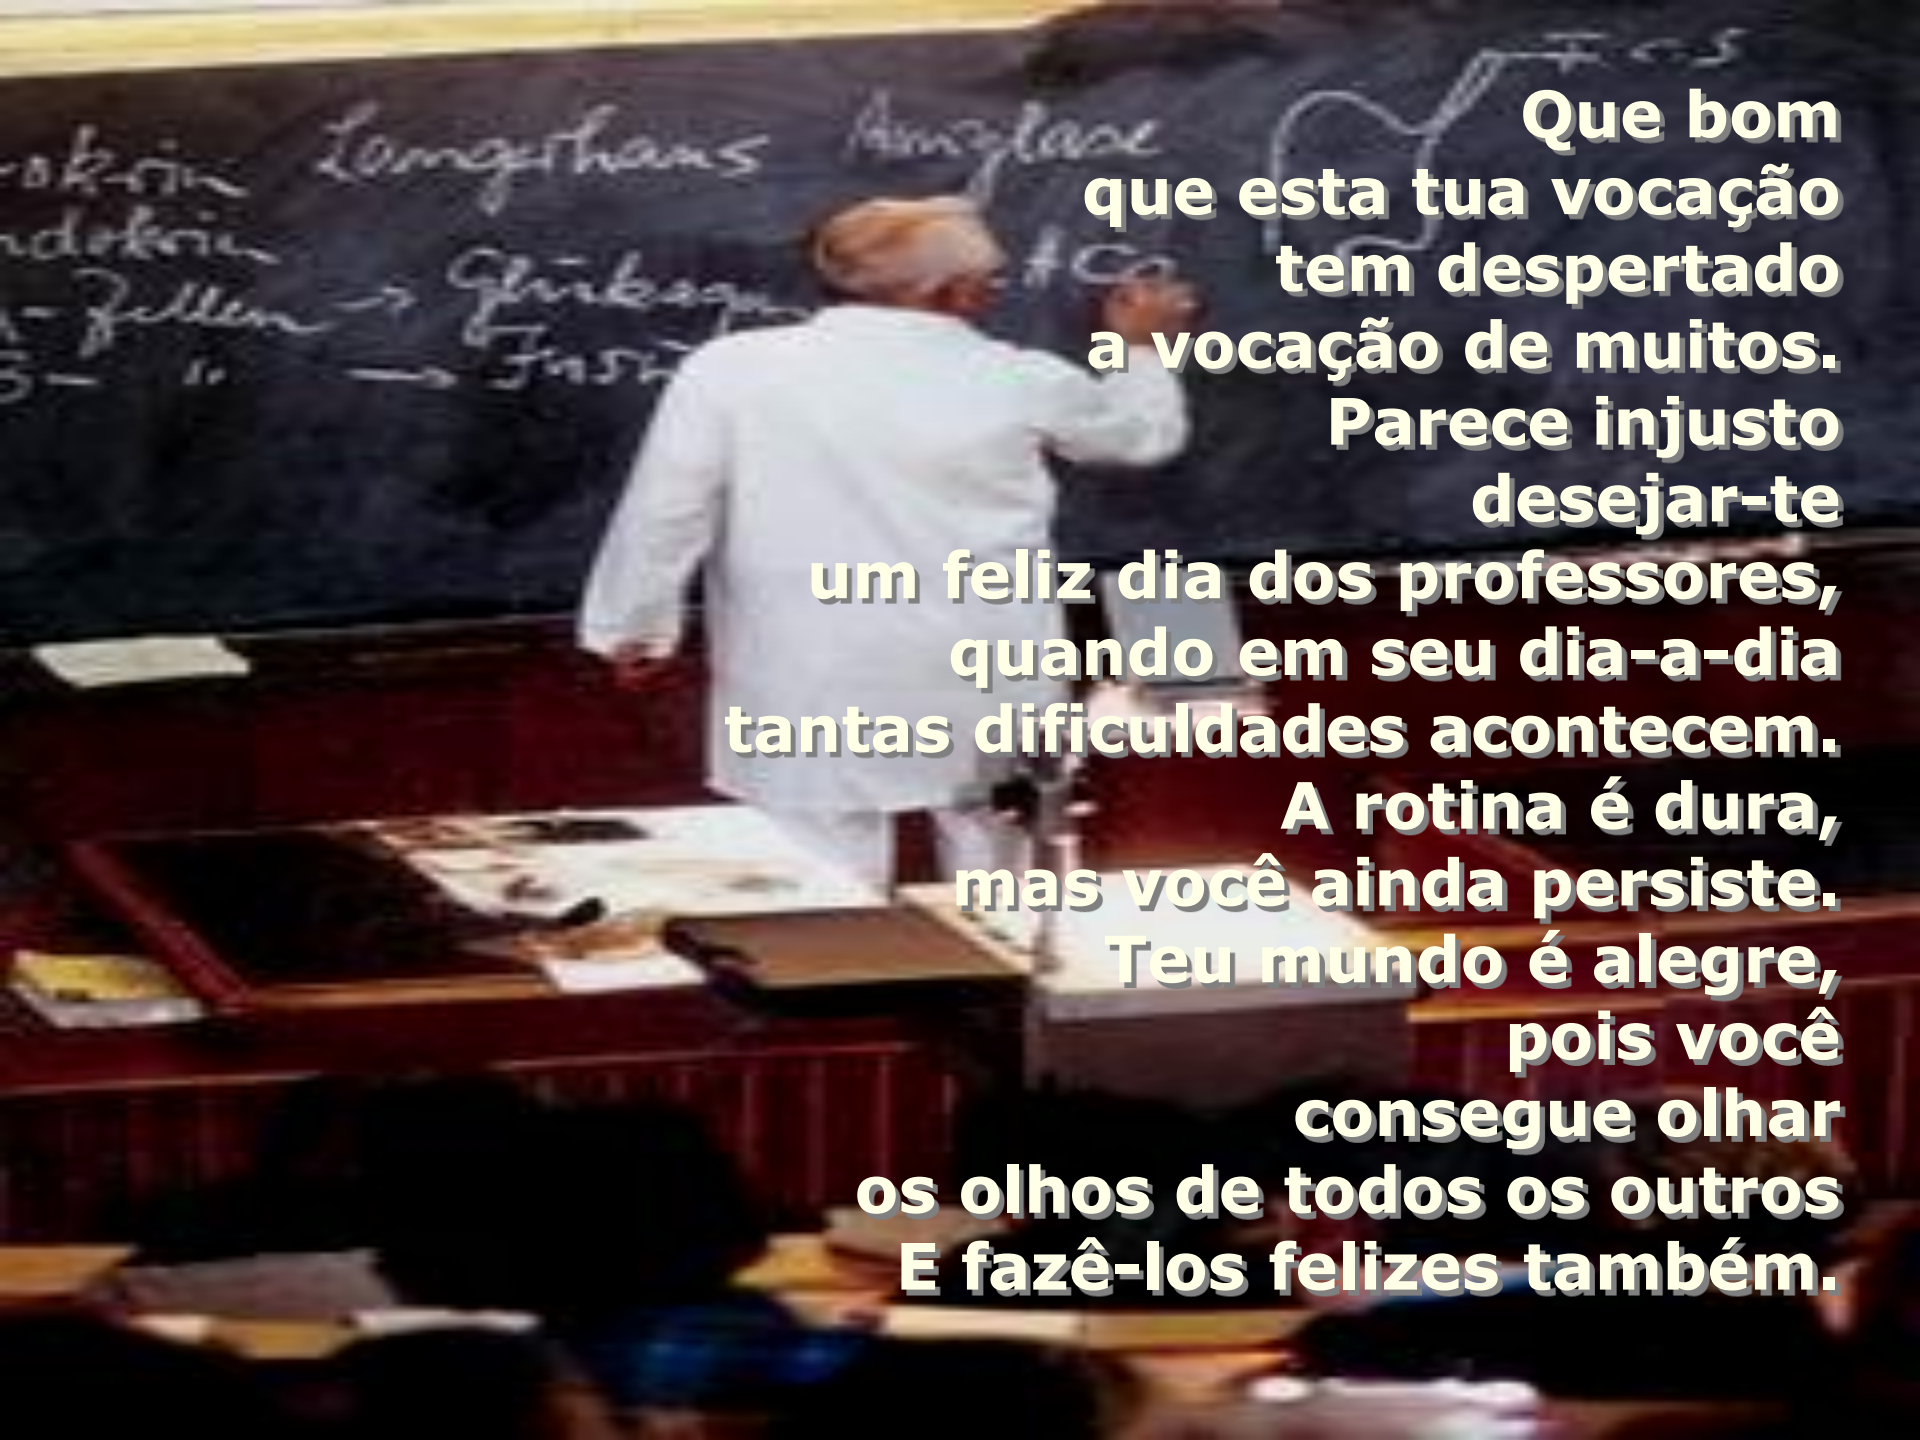 Langerhans Amylase
Que bom
que esta tua vocação
tem despertado
a vocação de muitos.
Parece injusto
desejar-te
um feliz dia dos professores,
quando em seu dia-a-dia
tantas dificuldades acontecem.
A rotina é dura,
mas você ainda persiste.
Teu mundo é alegre,
pois você
consegue olhar
os olhos de todos os outros
E fazê-los felizes também.